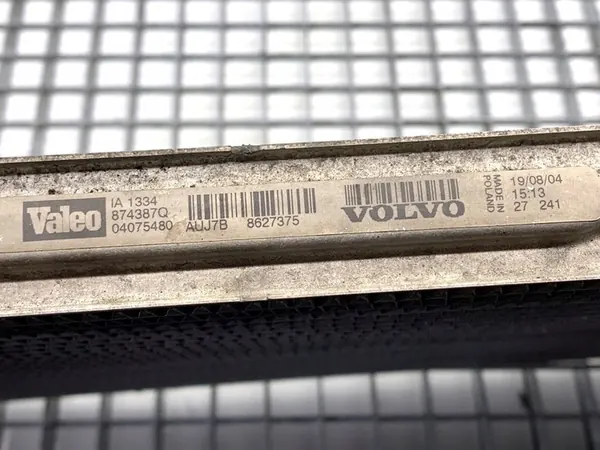 Valeo
IA 1334
874387Q
04075480
AUJ7B 8627375
VOLVO
MADE IN
POLAND
19/08/04
15:13
27 241